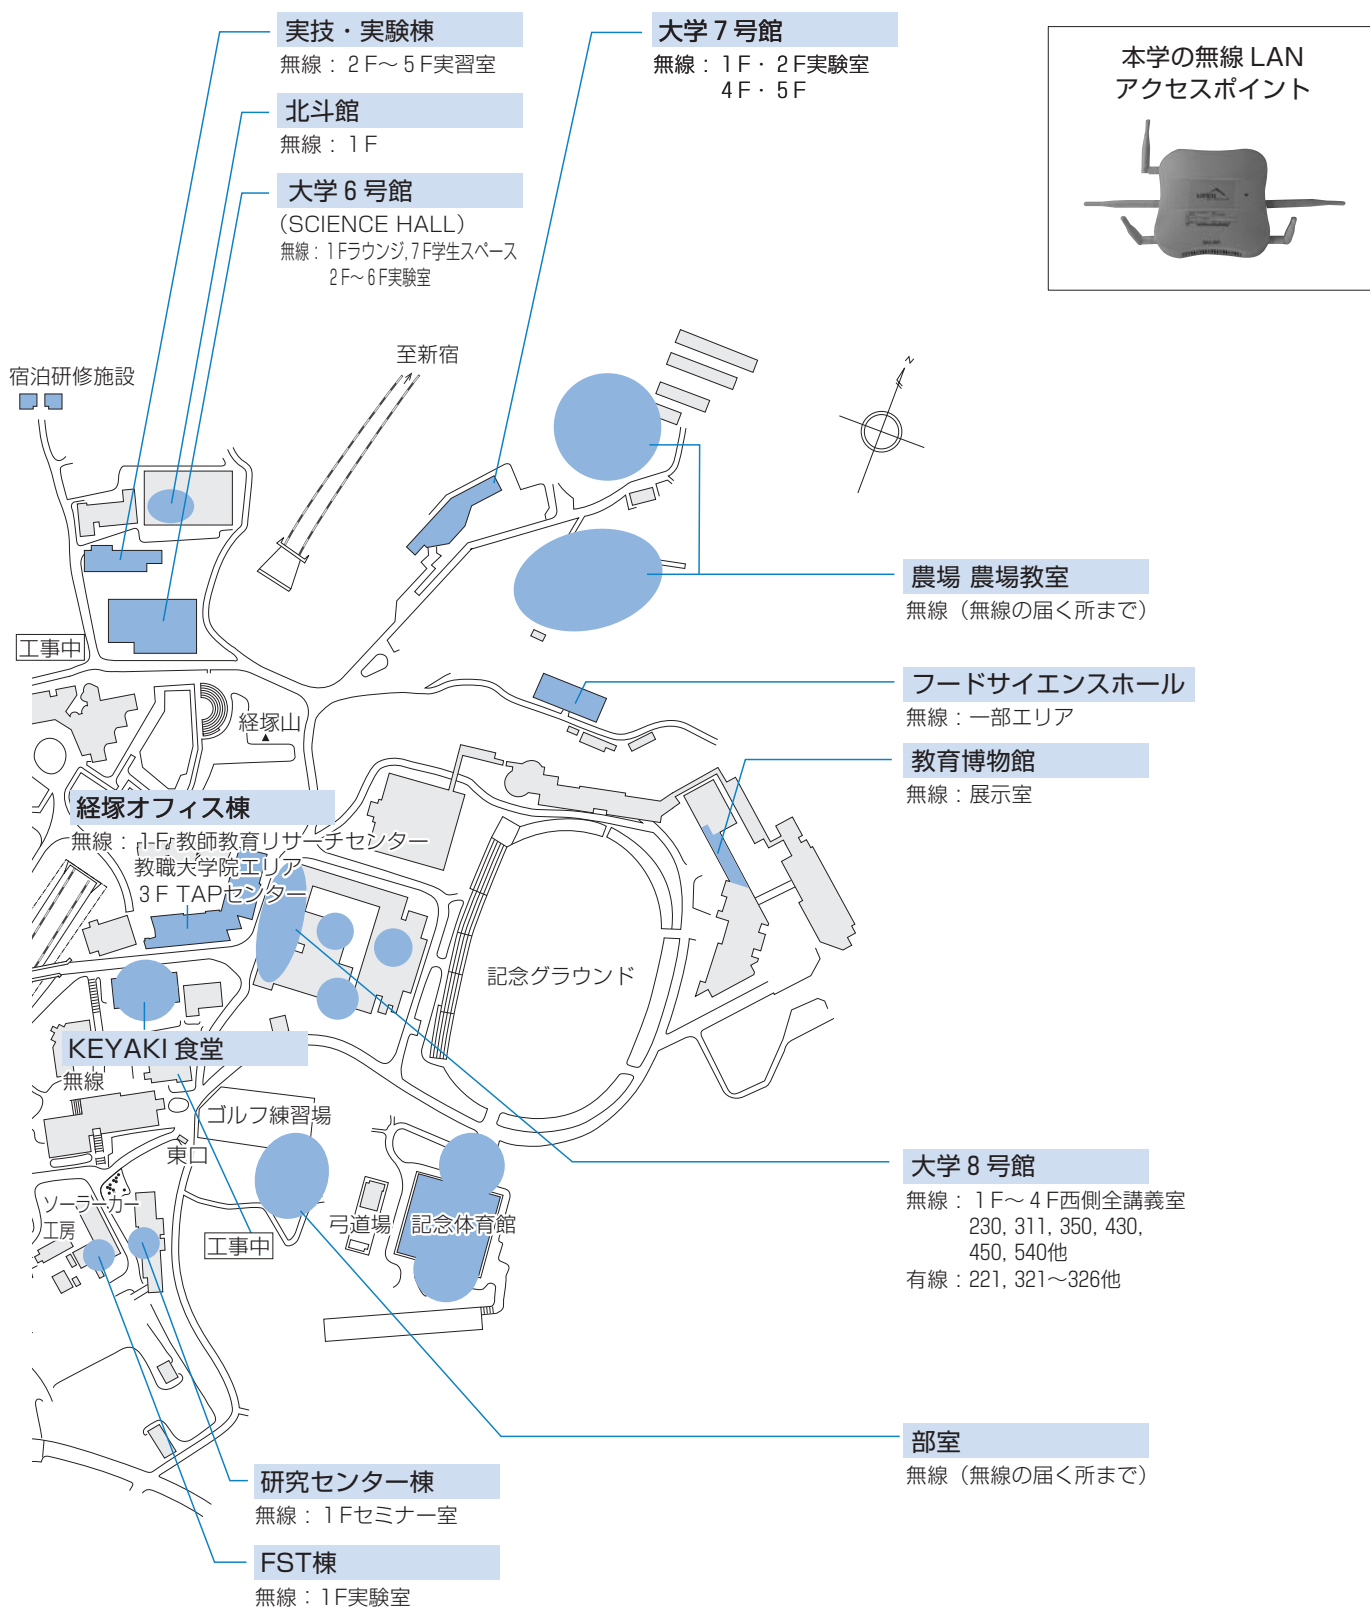 実技・実験棟
無線：2F〜5F実習室
北斗館
無線：1F
大学6号館
(SCIENCE HALL)
無線：1Fラウンジ,7F学生スペース
2F〜6F実験室
大学7号館
無線：1F・2F実験室
4F・5F
本学の無線LAN
アクセスポイント
至新宿
N
宿泊研修施設
工事中
経塚山
農場 農場教室
無線（無線の届く所まで）
フードサイエンスホール
無線：一部エリア
教育博物館
無線：展示室
経塚オフィス棟
無線：1F 教師教育リサーチセンター
教職大学院エリア
3F TAPセンター
記念グラウンド
KEYAKI食堂
無線
ゴルフ練習場
東口
ソーラーカー
工房
工事中
弓道場
記念体育館
大学8号館
無線：1F〜4F西側全講義室
230, 311, 350, 430,
450, 540他
有線：221, 321〜326他
部室
無線（無線の届く所まで）
研究センター棟
無線：1Fセミナー室
FST棟
無線：1F実験室